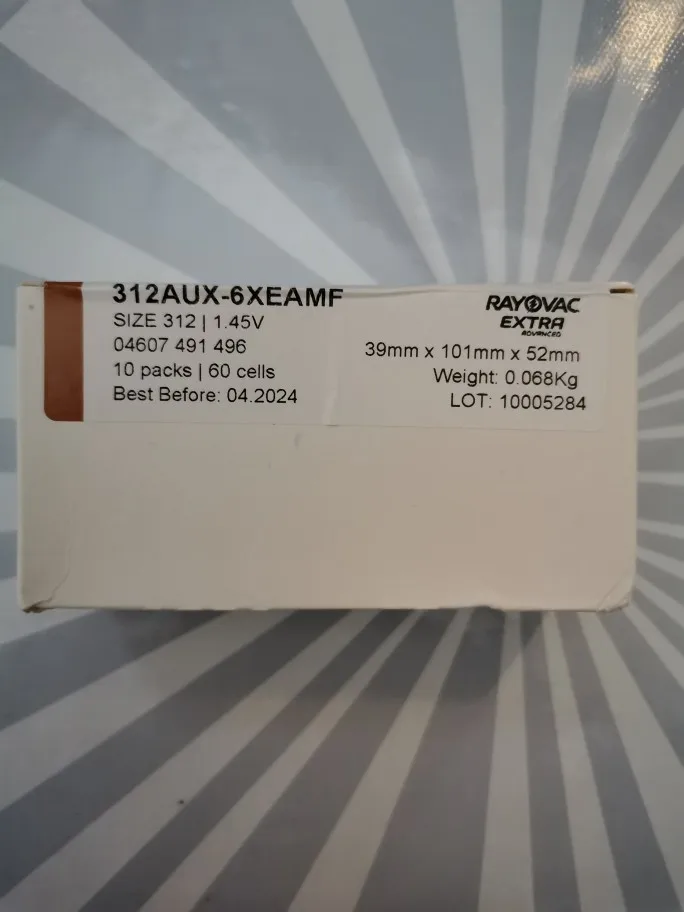 312AUX-6XEAMF
SIZE 312 | 1.45V
04607 491 496
10 packs | 60 cells
Best Before: 04.2024
RAYOVAC
EXTRA
ADVANCED
39mm x 101mm x 52mm
Weight: 0.068Kg
LOT: 10005284